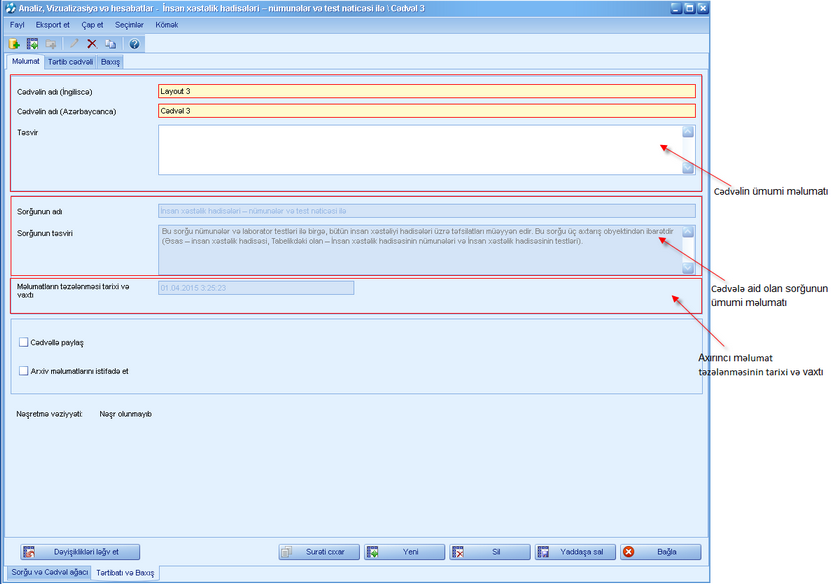 Analiz, Vizualizasiya və hesabatlar - İnsan xəstəlik hadisələri – nümunələr və test nəticəsi ilə \ Cədvəl 3
Fayl Eksport et Çap et Seçimlər Kömək
Məlumat Tərtib cədvəli Baxış
Cədvəlin adı (İngiliscə) Layout 3
Cədvəlin adı (Azərbaycanca) Cədvəl 3
Təsvir
Cədvəlin ümumi məlumatı
Sorğunun adı İnsan xəstəlik hadisələri – nümunələr və test nəticəsi ilə
Sorğunun təsviri Bu sorğu nümunələr və laborator testləri ilə birgə, bütün insan xəstəliyi hadisələri üzrə təfsilatları müəyyən edir. Bu sorğu üç axtarış obyektindən ibarətdir
(Əsas – insan xəstəlik hadisəsi, Tabelikdəki olan – İnsan xəstəlik hadisəsinin nümunələri və İnsan xəstəlik hadisəsinin testləri).
Cədvələ aid olan sorğunun
ümumi məlumatı
Məlumatların təzələnməsi tarixi və
vaxtı
01.04.2015 3:25:23
Axırıncı məlumat
təzələnməsinin tarixi və vaxtı
Cədvəllə paylaş
Arxiv məlumatlarını istifadə et
Nəşretmə vəziyyəti: Nəşr olunmayıb
Dəyişiklikləri ləğv et Surəti cıxar Yeni Sil Yaddaşa sal Bağla
Sorğu və Cədvəl ağacı Tərtibatı və Baxış